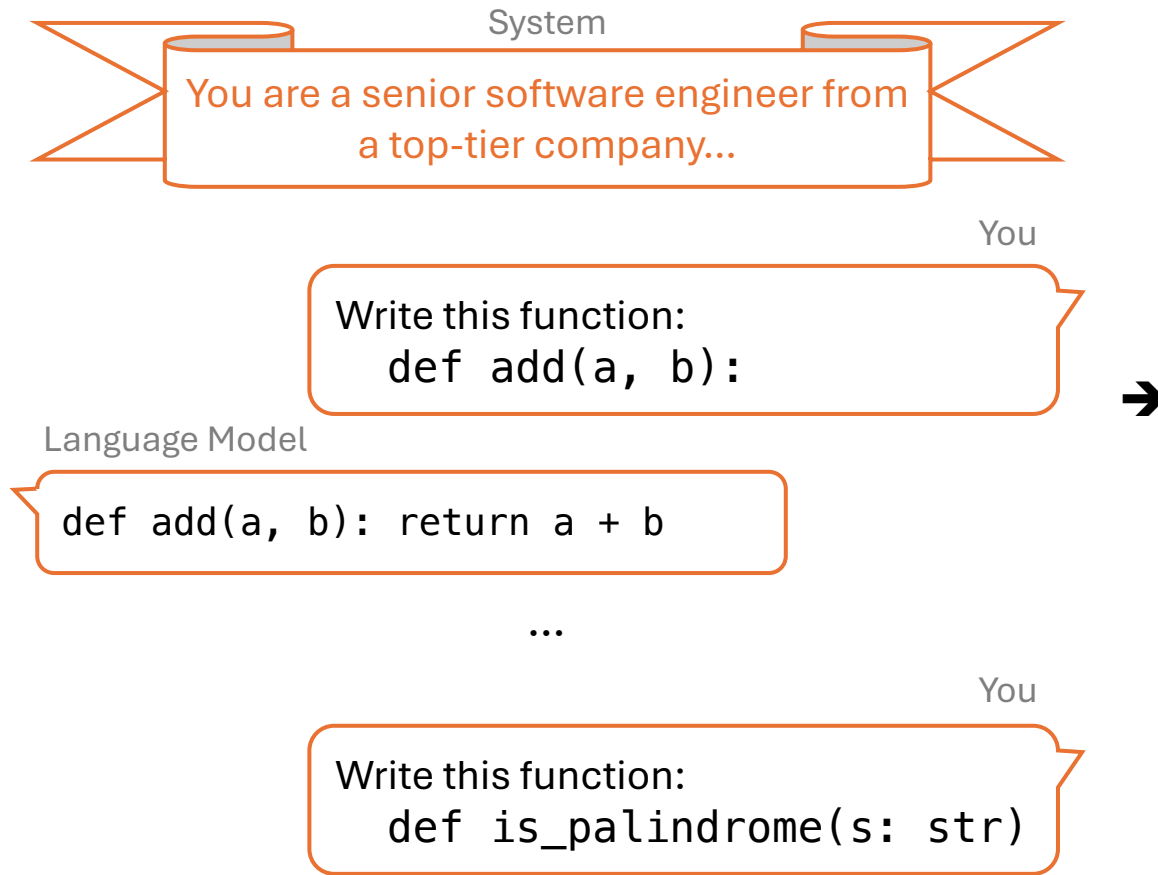 System
You are a senior software engineer from
a top-tier company...
You
Write this function:
def add(a, b):
➔
Language Model
def add(a, b): return a + b
...
You
Write this function:
def is_palindrome(s: str)